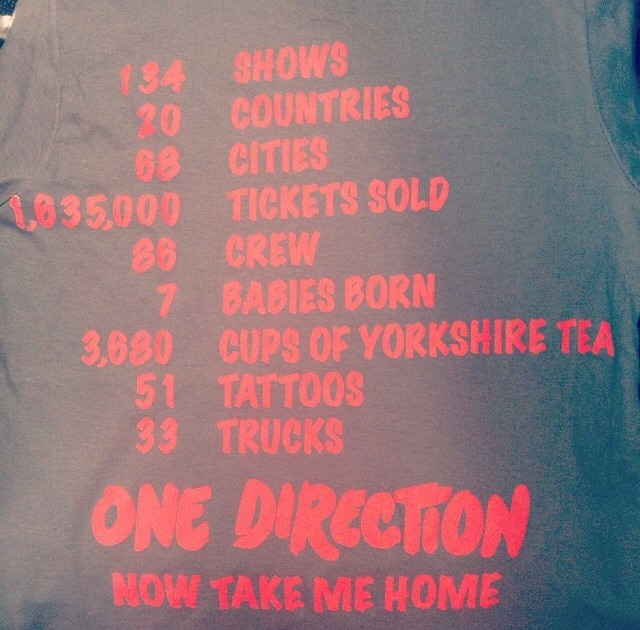 134 SHOWS
20 COUNTRIES
68 CITIES
1,635,000 TICKETS SOLD
86 CREW
7 BABIES BORN
3,680 CUPS OF YORKSHIRE TEA
51 TATTOOS
33 TRUCKS
ONE DIRECTION
NOW TAKE ME HOME